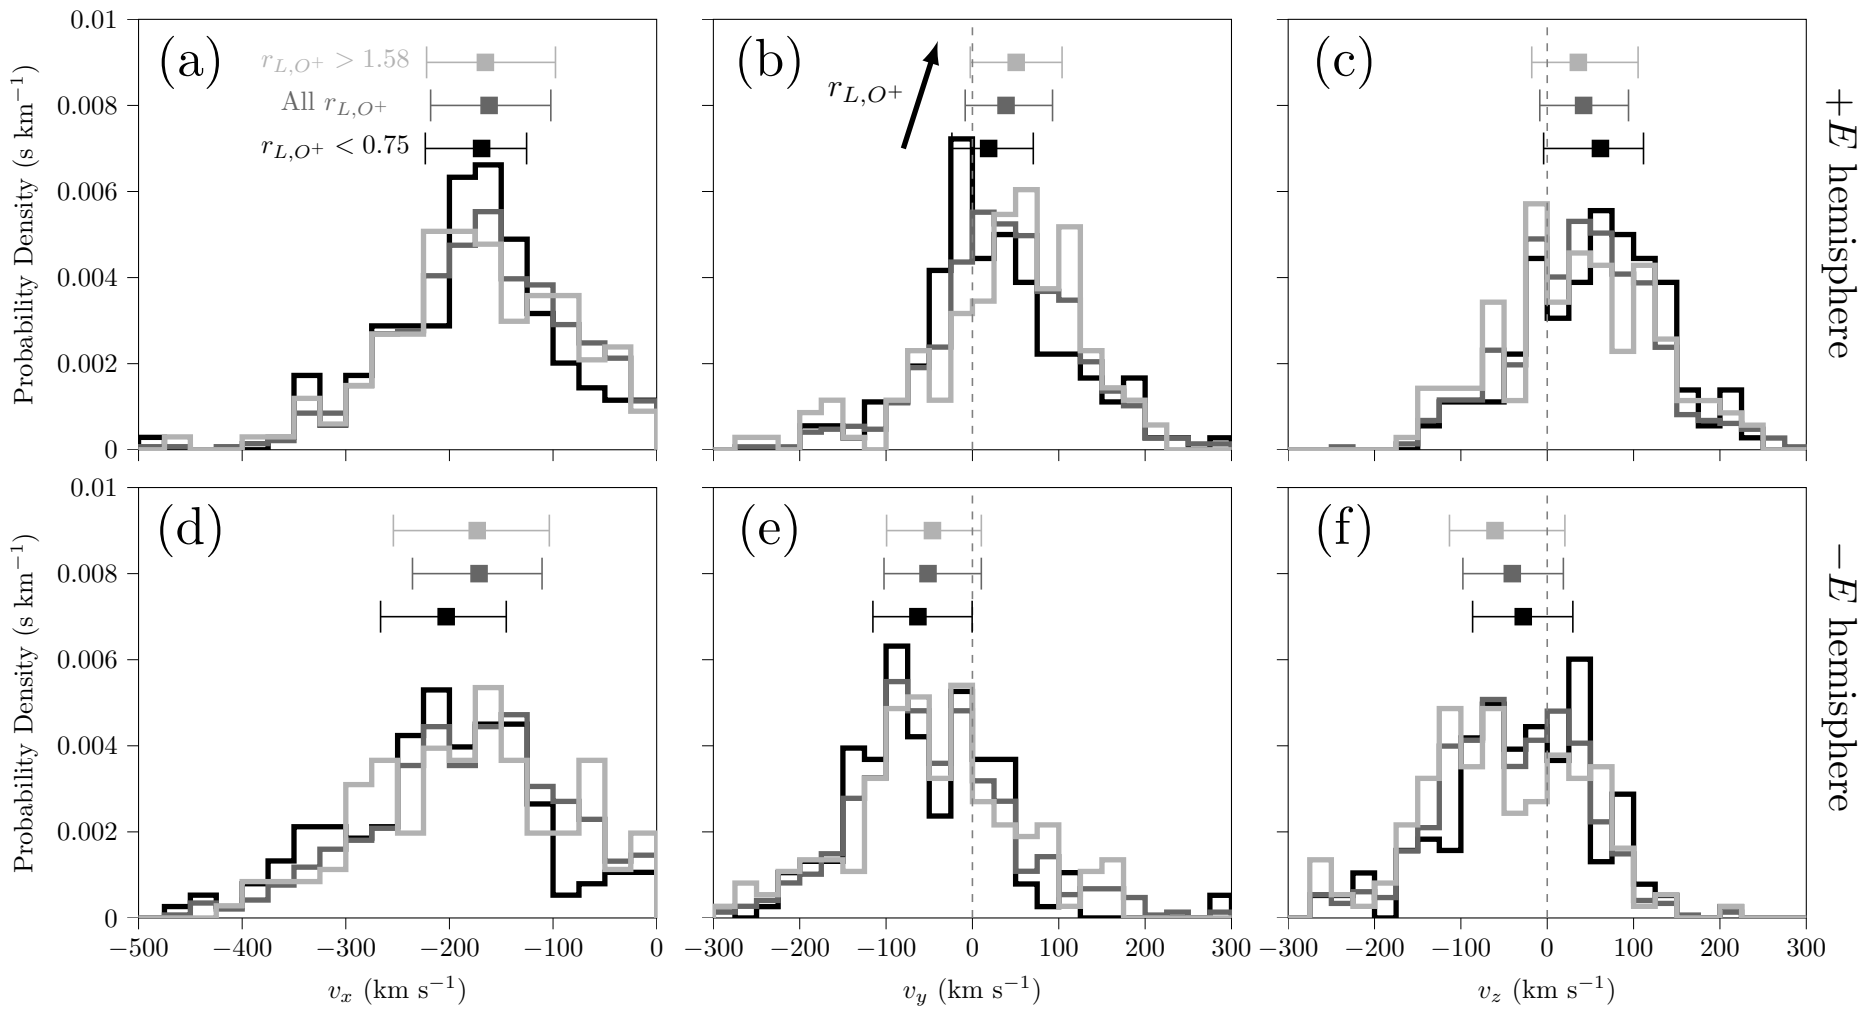 (a)
r_{L,O^+} > 1.58
All r_{L,O^+}
r_{L,O^+} < 0.75
(b)
r_{L,O^+}
(c)
0.01
0.008
0.006
0.004
0.002
0
Probability Density (s km^{−1})
+E hemisphere
(d)
(e)
(f)
0.01
0.008
0.006
0.004
0.002
0
Probability Density (s km^{−1})
−E hemisphere
−500 −400 −300 −200 −100 0
−300 −200 −100 0 100 200 300
−300 −200 −100 0 100 200 300
v_x (km s^{−1})
v_y (km s^{−1})
v_z (km s^{−1})